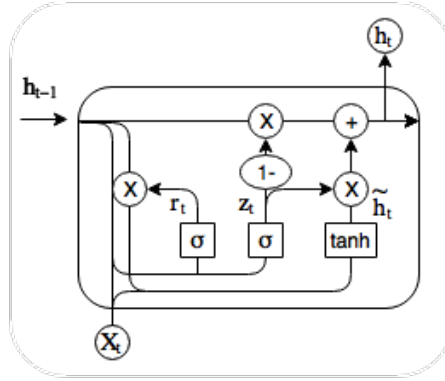 hₜ
hₜ₋₁
X +
1-
X rₜ zₜ X h̃ₜ
σ σ tanh
Xₜ